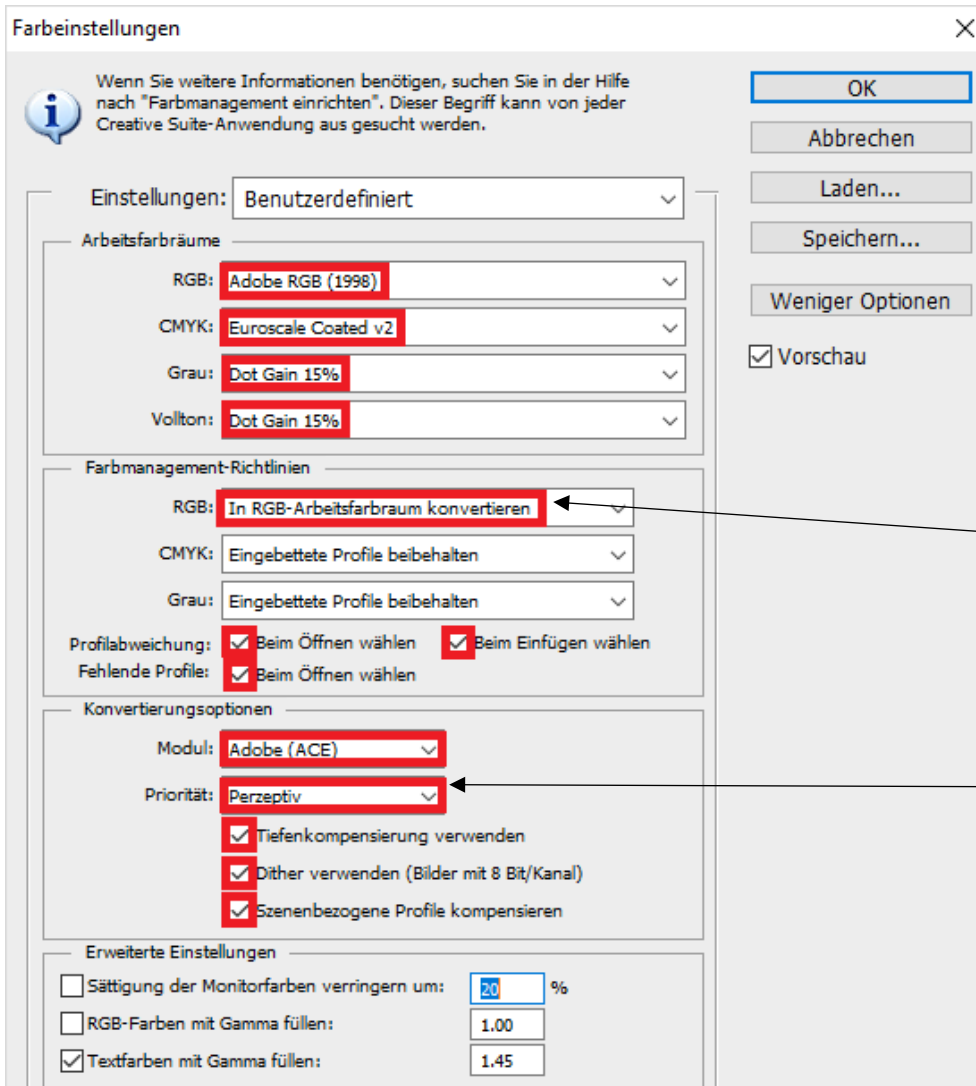 Farbeinstellungen
Wenn Sie weitere Informationen benötigen, suchen Sie in der Hilfe
nach "Farbmanagement einrichten". Dieser Begriff kann von jeder
Creative Suite-Anwendung aus gesucht werden.
OK
Abbrechen
Laden...
Speichern...
Weniger Optionen
Vorschau
Einstellungen: Benutzerdefiniert
Arbeitsfarbräume
RGB: Adobe RGB (1998)
CMYK: Euroscale Coated v2
Grau: Dot Gain 15%
Vollton: Dot Gain 15%
Farbmanagement-Richtlinien
RGB: In RGB-Arbeitsfarbraum konvertieren
CMYK: Eingebettete Profile beibehalten
Grau: Eingebettete Profile beibehalten
Profilabweichung: Beim Öffnen wählen Beim Einfügen wählen
Fehlende Profile: Beim Öffnen wählen
Konvertierungsoptionen
Modul: Adobe (ACE)
Priorität: Perzeptiv
Tiefenkompensierung verwenden
Dither verwenden (Bilder mit 8 Bit/Kanal)
Szenenbezogene Profile kompensieren
Erweiterte Einstellungen
Sättigung der Monitorfarben verringern um: 20 %
RGB-Farben mit Gamma füllen: 1.00
Textfarben mit Gamma füllen: 1.45